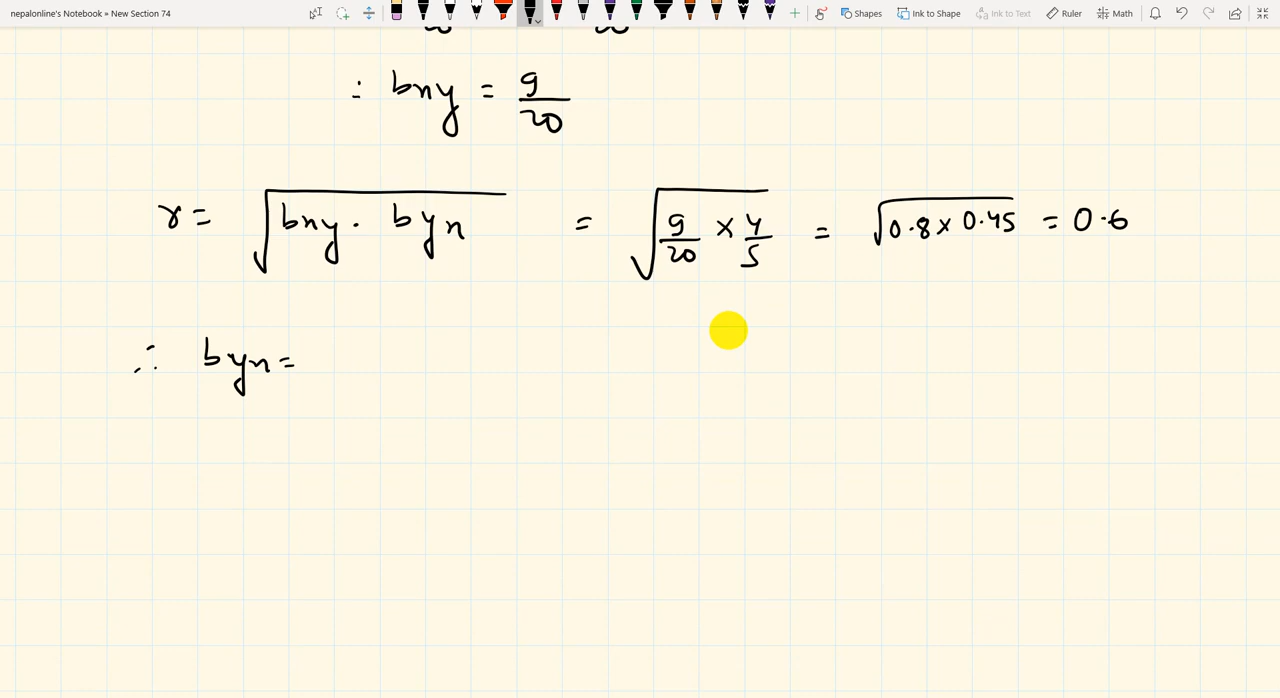 nepalonline's Notebook » New Section 74
Shapes Ink to Shape Ink to Text Ruler Math
∴ bxy = 9/20
r = √(bxy · byx) = √(9/20 × 4/5) = √(0.8 × 0.45) = 0.6
∴ byx =